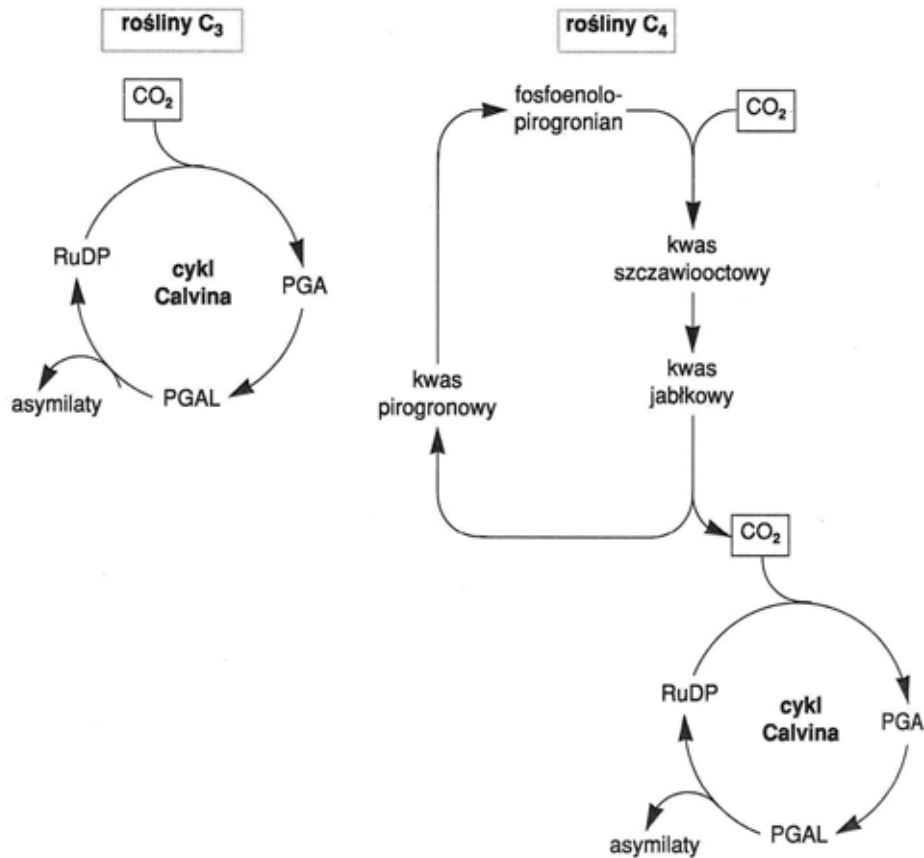 rośliny C₃
CO₂
RuDP
cykl
Calvina
PGA
PGAL
asymilaty
rośliny C₄
fosfoenolo-
pirogronian
CO₂
kwas
szczawiooctowy
kwas
jabłkowy
kwas
pirogronowy
CO₂
RuDP
cykl
Calvina
PGA
PGAL
asymilaty